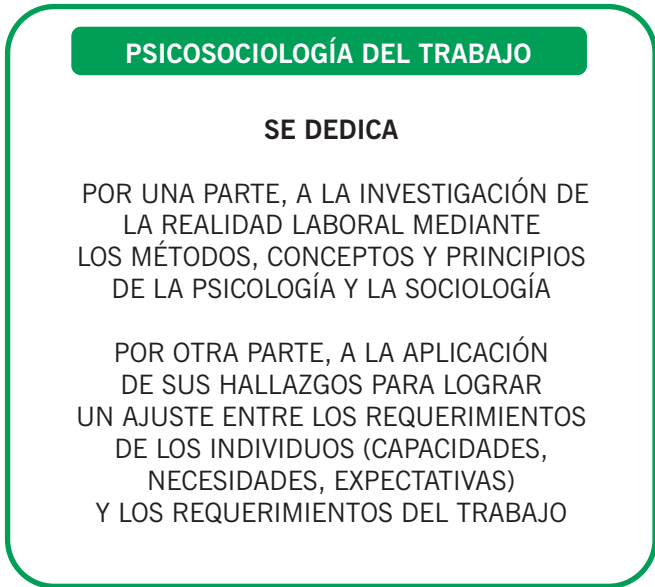 PSICOSOCIOLOGÍA DEL TRABAJO
SE DEDICA
POR UNA PARTE, A LA INVESTIGACIÓN DE
LA REALIDAD LABORAL MEDIANTE
LOS MÉTODOS, CONCEPTOS Y PRINCIPIOS
DE LA PSICOLOGÍA Y LA SOCIOLOGÍA
POR OTRA PARTE, A LA APLICACIÓN
DE SUS HALLAZGOS PARA LOGRAR
UN AJUSTE ENTRE LOS REQUERIMIENTOS
DE LOS INDIVIDUOS (CAPACIDADES,
NECESIDADES, EXPECTATIVAS)
Y LOS REQUERIMIENTOS DEL TRABAJO